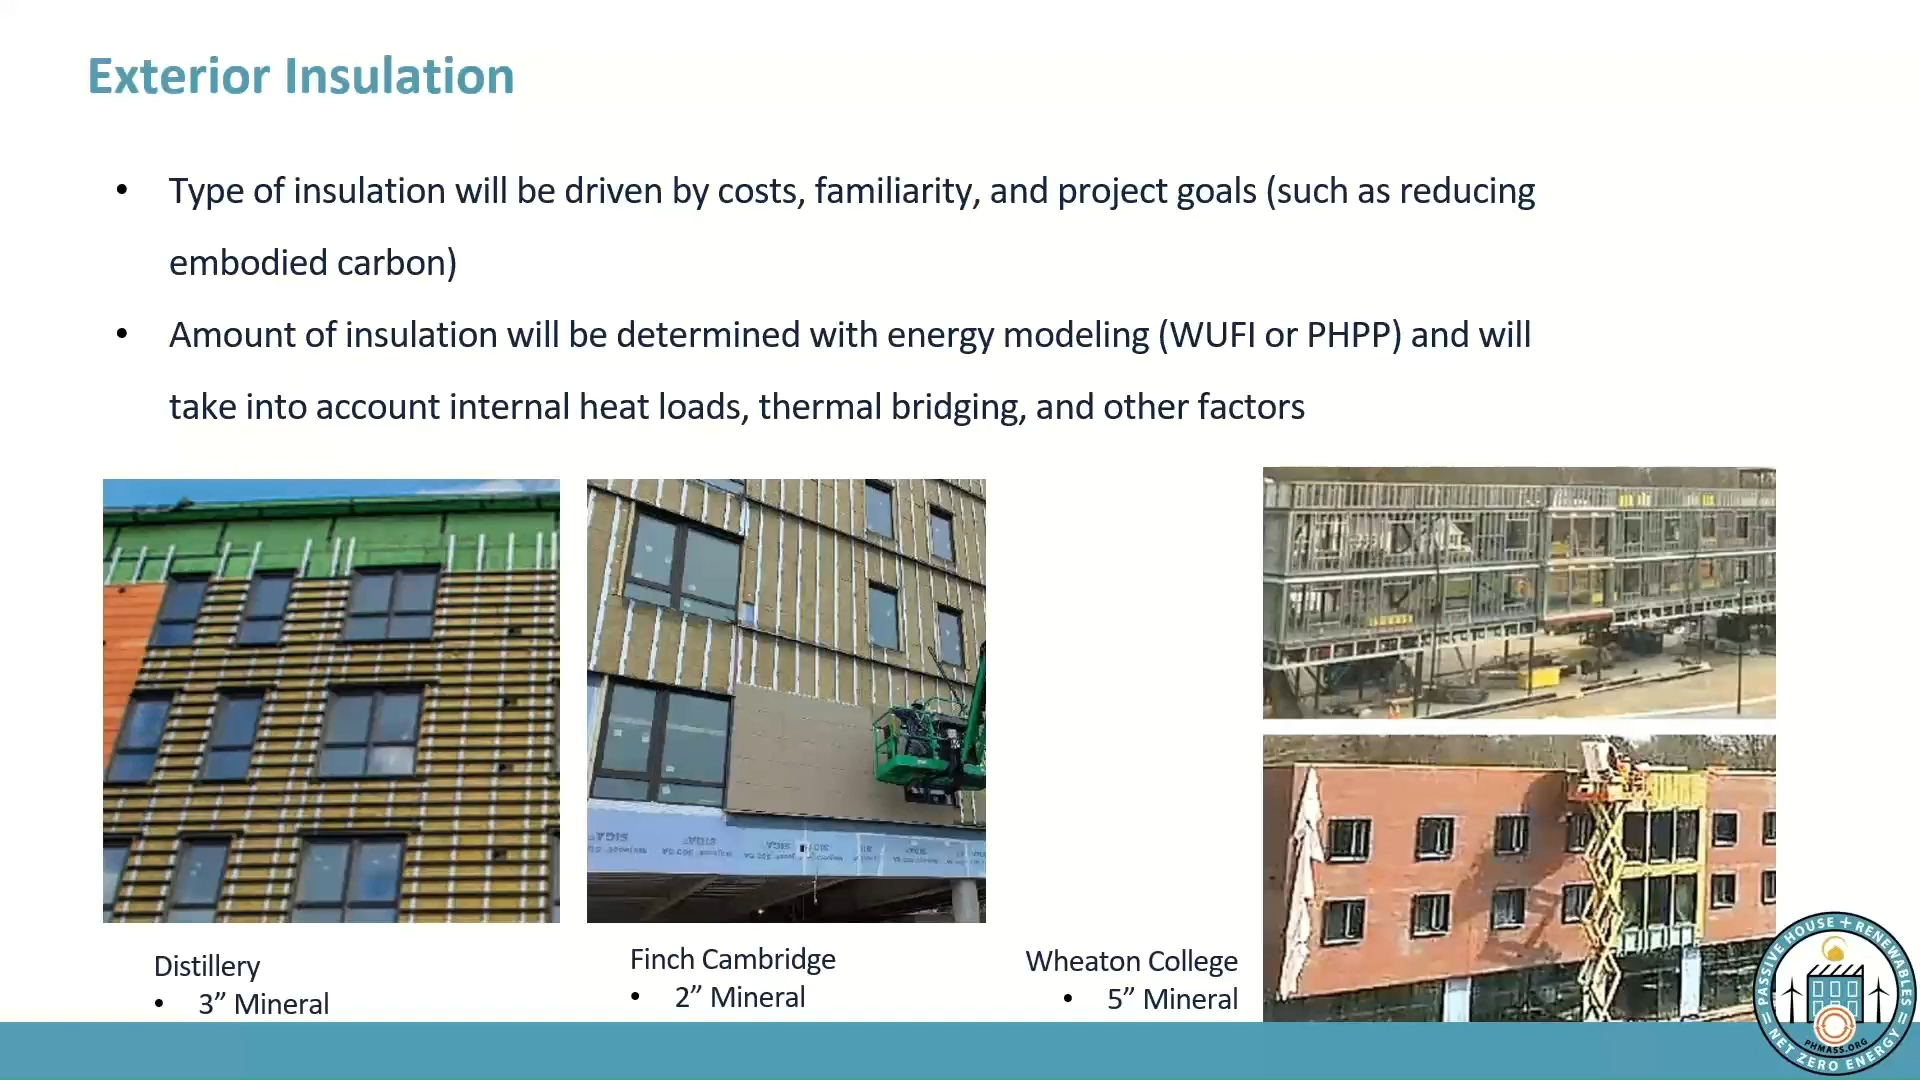 Exterior Insulation
• Type of insulation will be driven by costs, familiarity, and project goals (such as reducing
embodied carbon)
• Amount of insulation will be determined with energy modeling (WUFI or PHPP) and will
take into account internal heat loads, thermal bridging, and other factors
SIGA
Distillery
• 3” Mineral
Finch Cambridge
• 2” Mineral
Wheaton College
• 5” Mineral
PASSIVE HOUSE + RENEWABLES
PHMASS.ORG
= NET ZERO ENERGY =